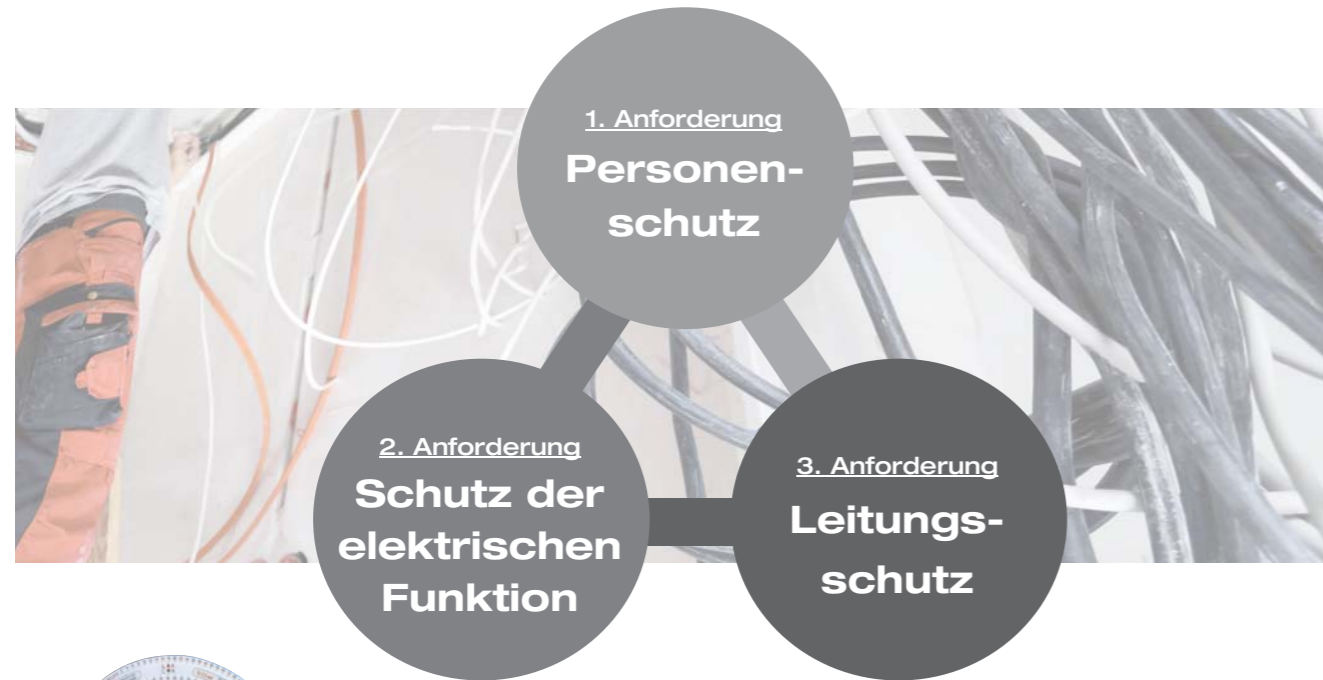 1. Anforderung
Personen-
schutz
2. Anforderung
Schutz der
elektrischen
Funktion
3. Anforderung
Leitungs-
schutz